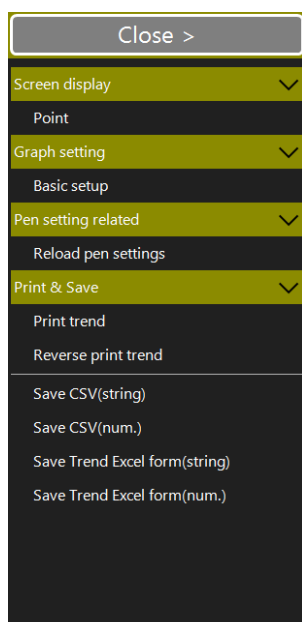 Close >
Screen display
Point
Graph setting
Basic setup
Pen setting related
Reload pen settings
Print & Save
Print trend
Reverse print trend
Save CSV(string)
Save CSV(num.)
Save Trend Excel form(string)
Save Trend Excel form(num.)